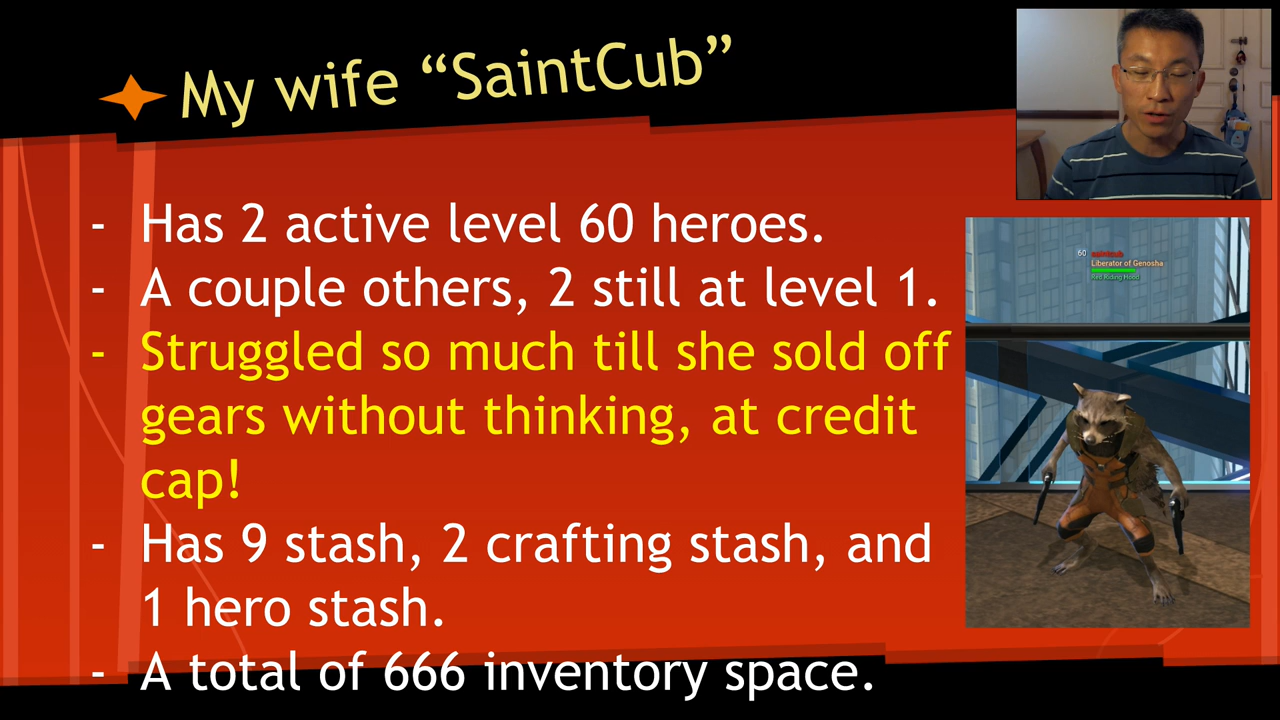 My wife “SaintCub”
- Has 2 active level 60 heroes.
- A couple others, 2 still at level 1.
- Struggled so much till she sold off
gears without thinking, at credit
cap!
- Has 9 stash, 2 crafting stash, and
1 hero stash.
- A total of 666 inventory space.
60 saintcub
Liberator of Genosha
Red Riding Hood